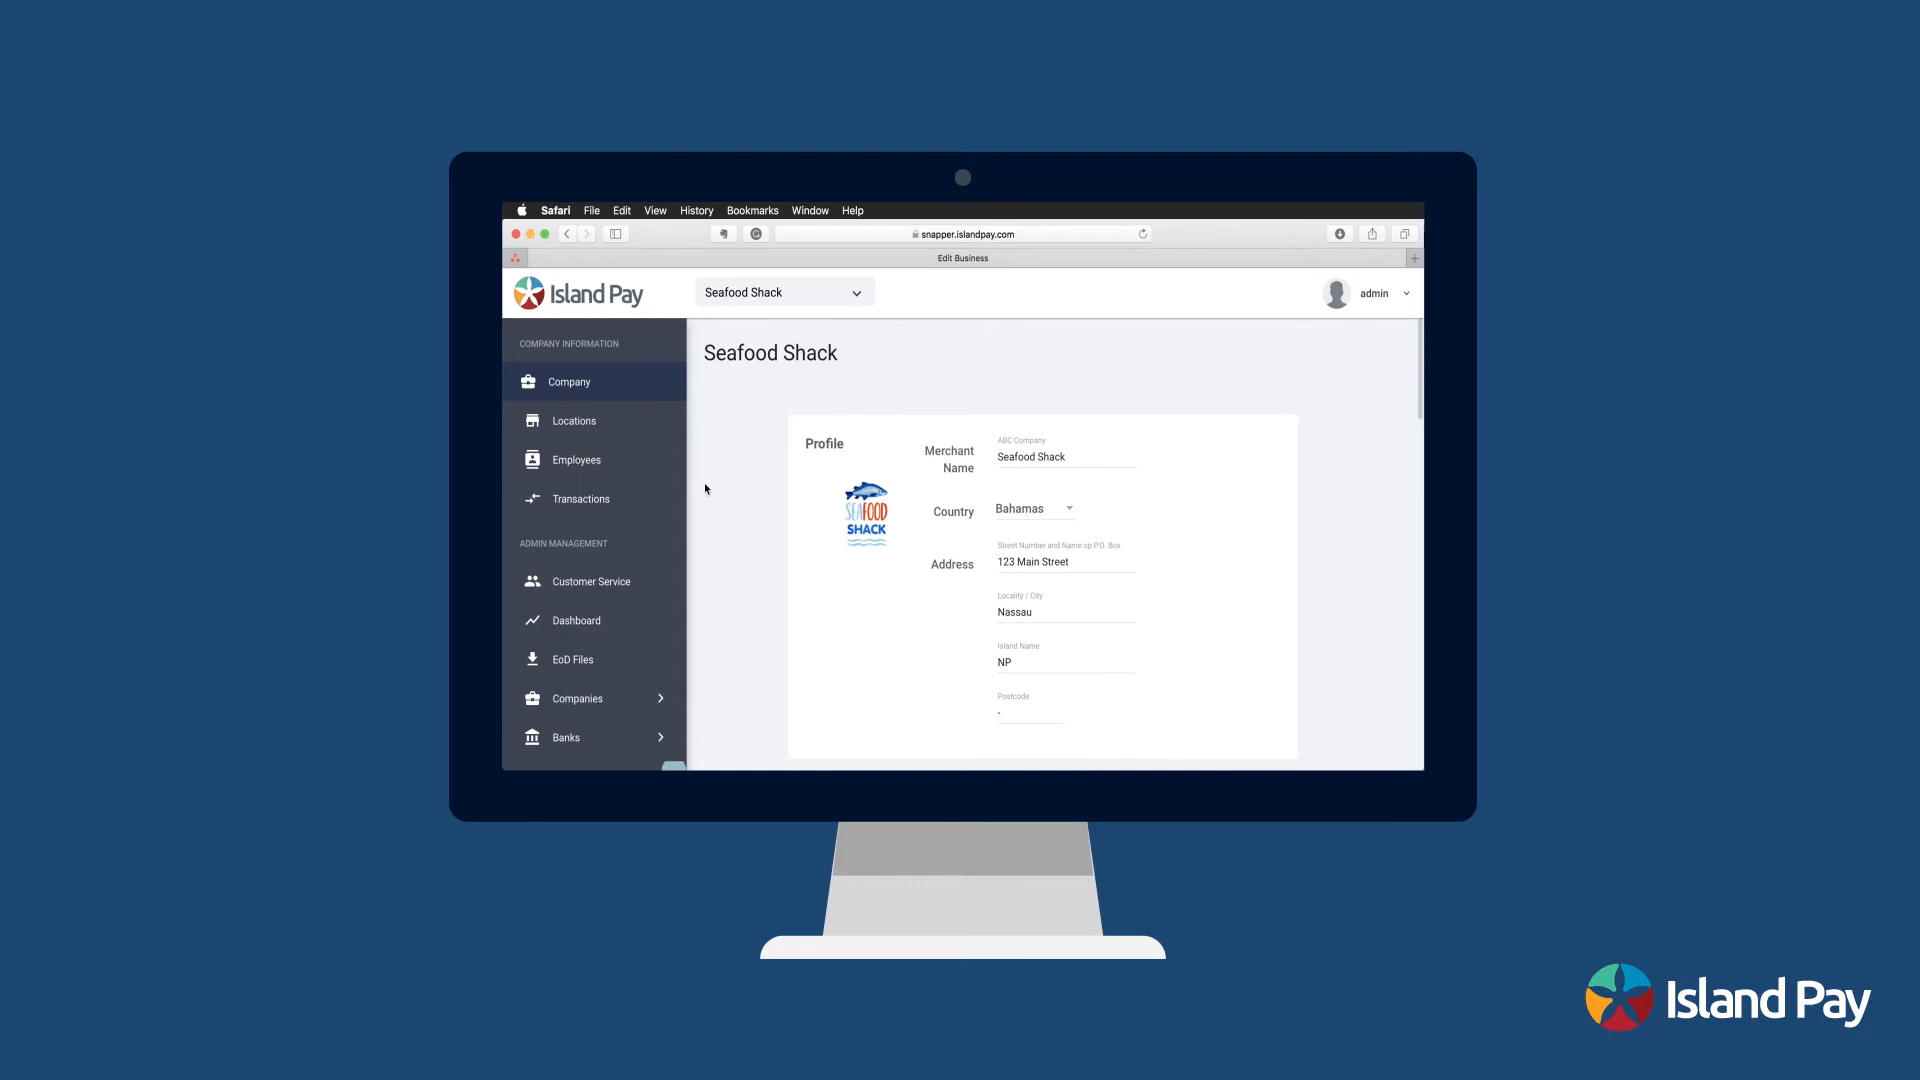 Safari File Edit View History Bookmarks Window Help
snapper.islandpay.com
Edit Business
Island Pay
Seafood Shack
admin
COMPANY INFORMATION
Company
Locations
Employees
Transactions
ADMIN MANAGEMENT
Customer Service
Dashboard
EoD Files
Companies
Banks
Seafood Shack
Profile
SEAFOOD
SHACK
Merchant
Name
ABC Company
Seafood Shack
Country
Bahamas
Address
Street Number and Name op P.O. Box
123 Main Street
Locality / City
Nassau
Island Name
NP
Postcode
-
Island Pay